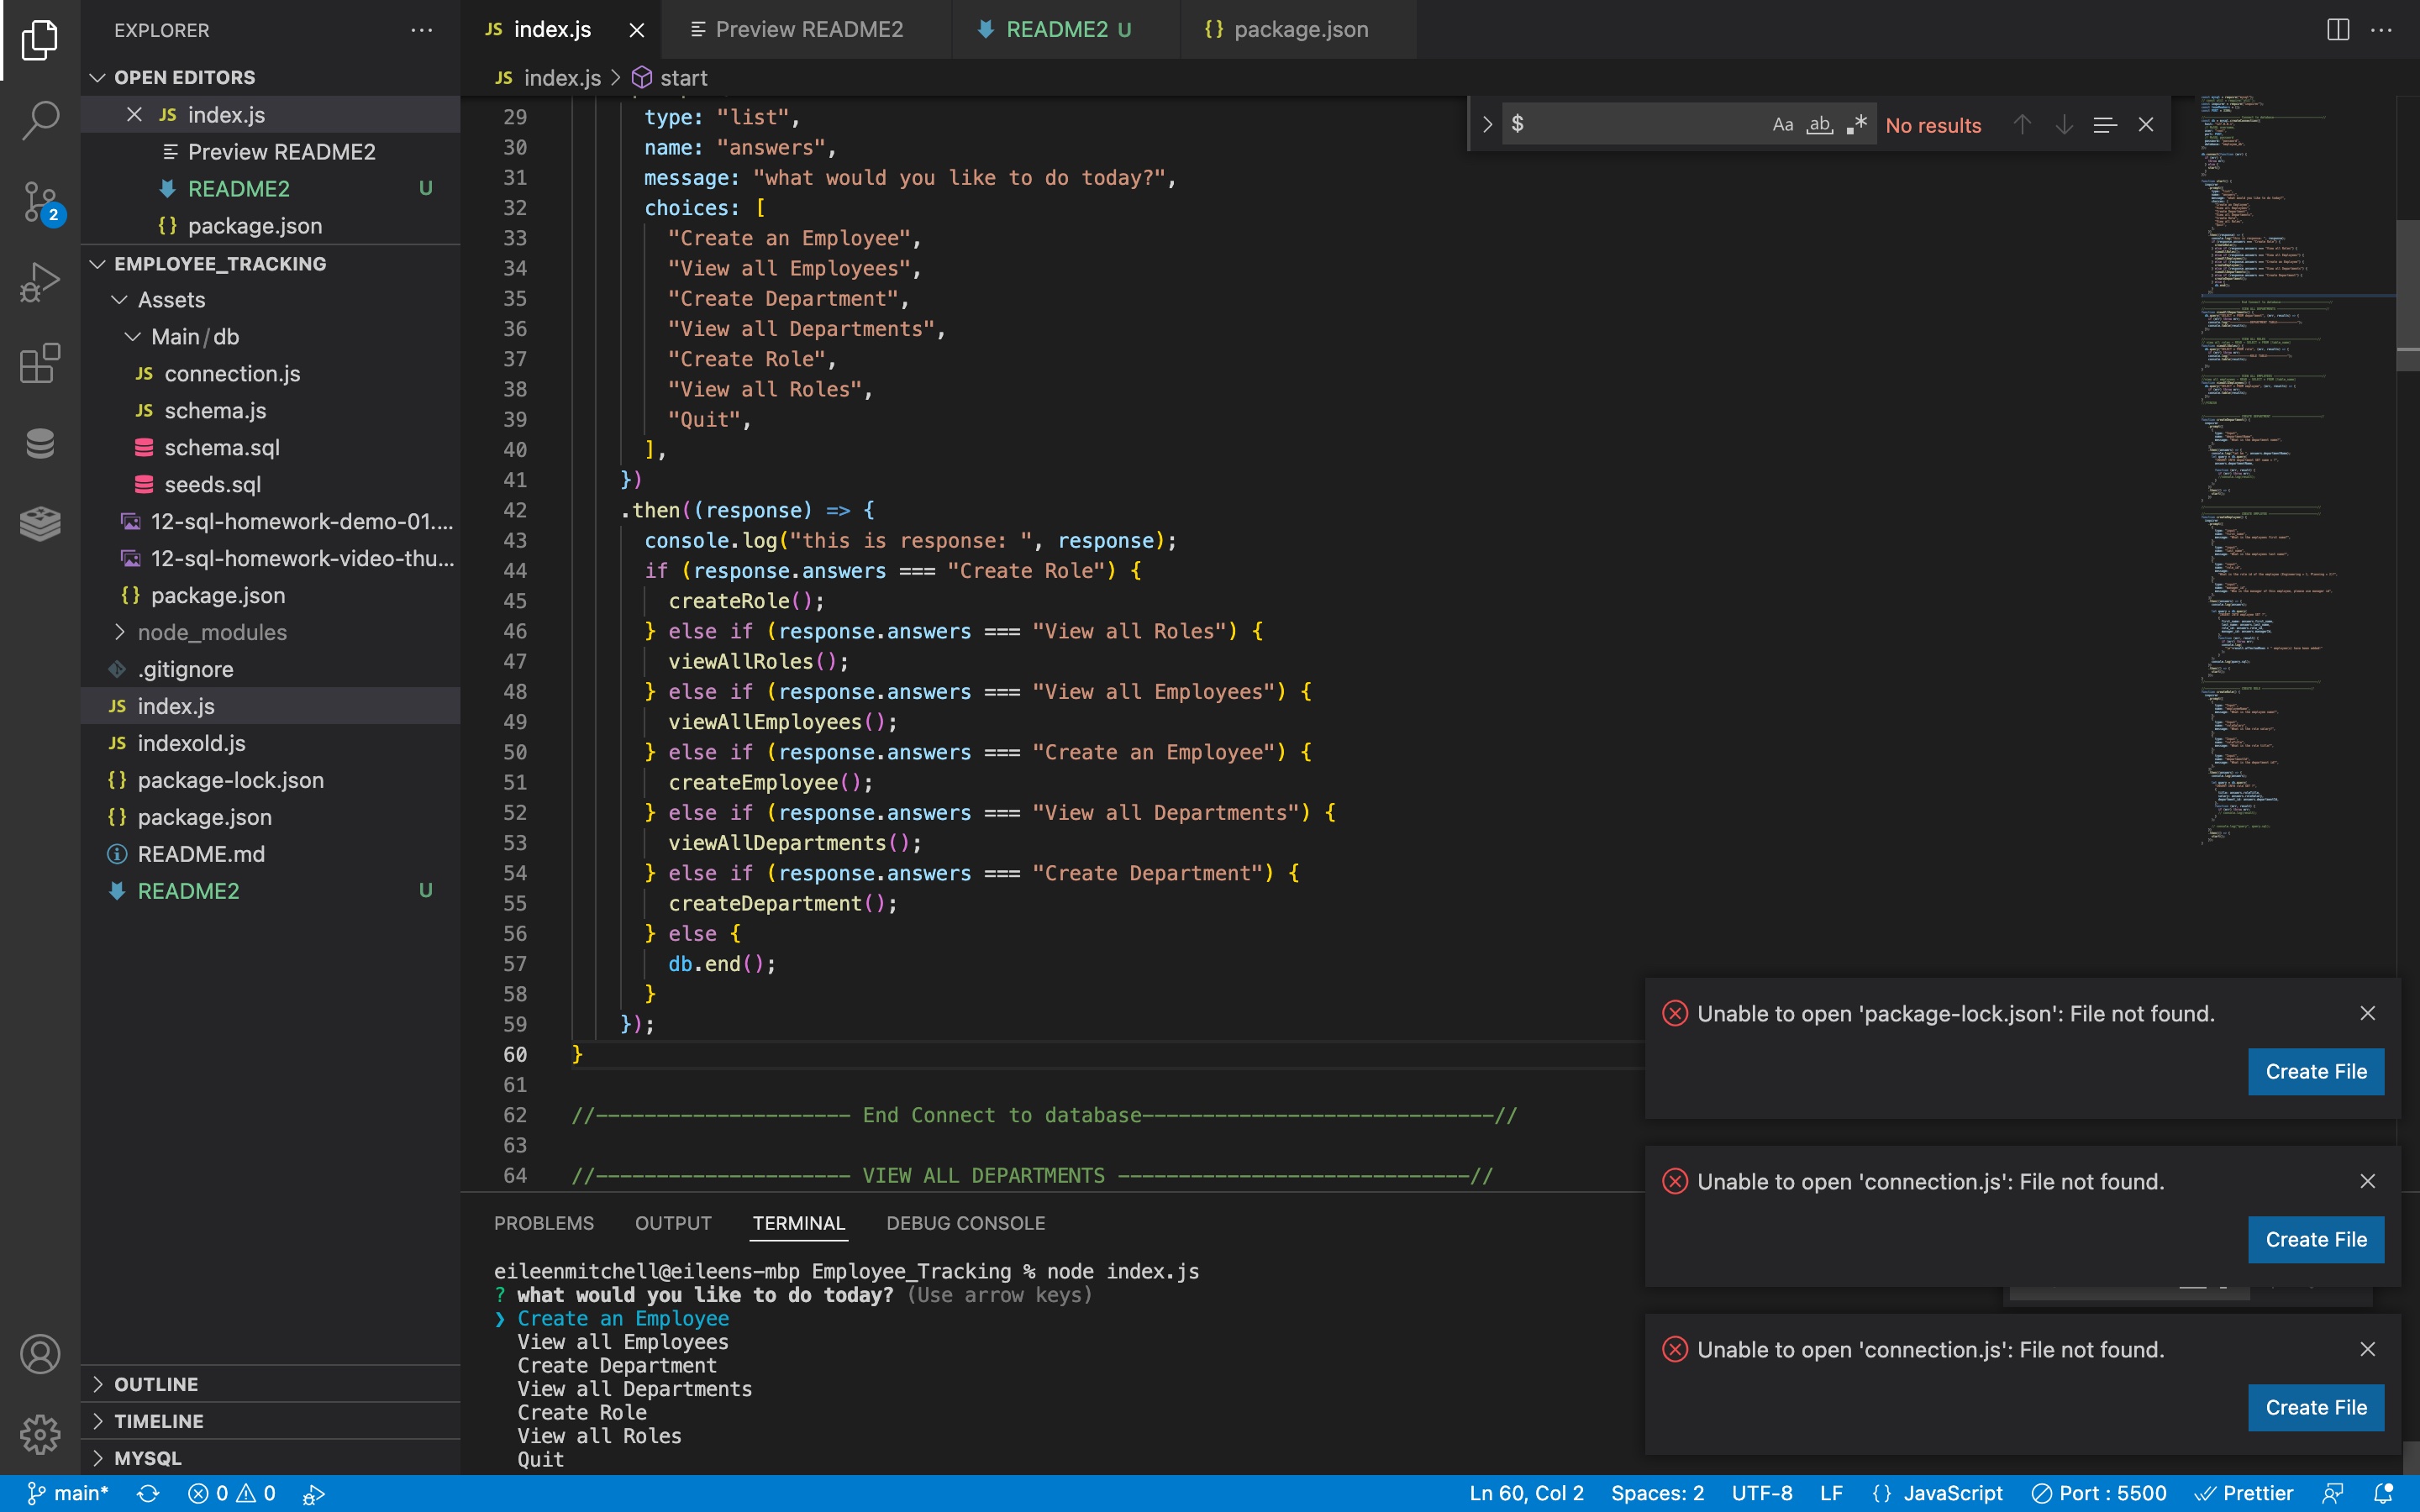 EXPLORER
OPEN EDITORS
index.js
Preview README2
README2 U
package.json
EMPLOYEE_TRACKING
Assets
Main/db
JS connection.js
JS schema.js
schema.sql
seeds.sql
12-sql-homework-demo-01....
12-sql-homework-video-thu...
{} package.json
node_modules
.gitignore
JS index.js
JS indexold.js
{} package-lock.json
{} package.json
README.md
README2 U
OUTLINE
TIMELINE
MYSQL
2
JS index.js
Preview README2
README2 U
{} package.json
JS index.js > start
$ Aa ab .* No results
29 type: "list",
30 name: "answers",
31 message: "what would you like to do today?",
32 choices: [
33 "Create an Employee",
34 "View all Employees",
35 "Create Department",
36 "View all Departments",
37 "Create Role",
38 "View all Roles",
39 "Quit",
40 ],
41 })
42 .then((response) => {
43 console.log("this is response: ", response);
44 if (response.answers === "Create Role") {
45 createRole();
46 } else if (response.answers === "View all Roles") {
47 viewAllRoles();
48 } else if (response.answers === "View all Employees") {
49 viewAllEmployees();
50 } else if (response.answers === "Create an Employee") {
51 createEmployee();
52 } else if (response.answers === "View all Departments") {
53 viewAllDepartments();
54 } else if (response.answers === "Create Department") {
55 createDepartment();
56 } else {
57 db.end();
58 }
59 });
60 }
61
62 //--------------------- End Connect to database-----------------------------//
63
64 //--------------------- VIEW ALL DEPARTMENTS -----------------------------//
PROBLEMS OUTPUT TERMINAL DEBUG CONSOLE
eileenmitchell@eileens-mbp Employee_Tracking % node index.js
? what would you like to do today? (Use arrow keys)
❯ Create an Employee
View all Employees
Create Department
View all Departments
Create Role
View all Roles
Quit
Unable to open 'package-lock.json': File not found.
Create File
Unable to open 'connection.js': File not found.
Create File
Unable to open 'connection.js': File not found.
Create File
main* 0 0 Ln 60, Col 2 Spaces: 2 UTF-8 LF {} JavaScript Port : 5500 Prettier